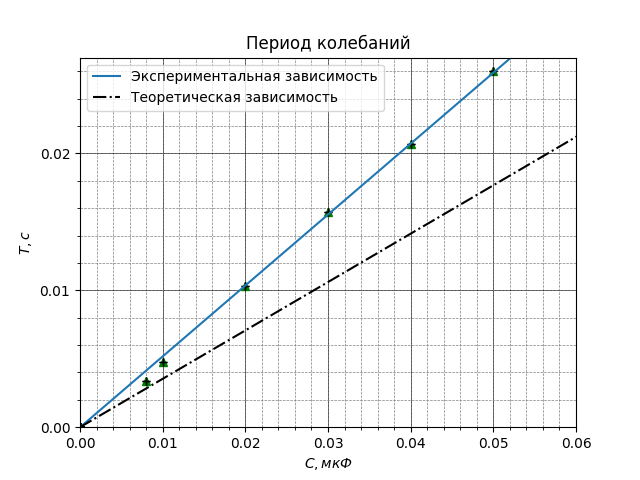 Период колебаний
Экспериментальная зависимость
Теоретическая зависимость
0.02
T, с
0.01
0.00
0.00 0.01 0.02 0.03 0.04 0.05 0.06
C, мкФ